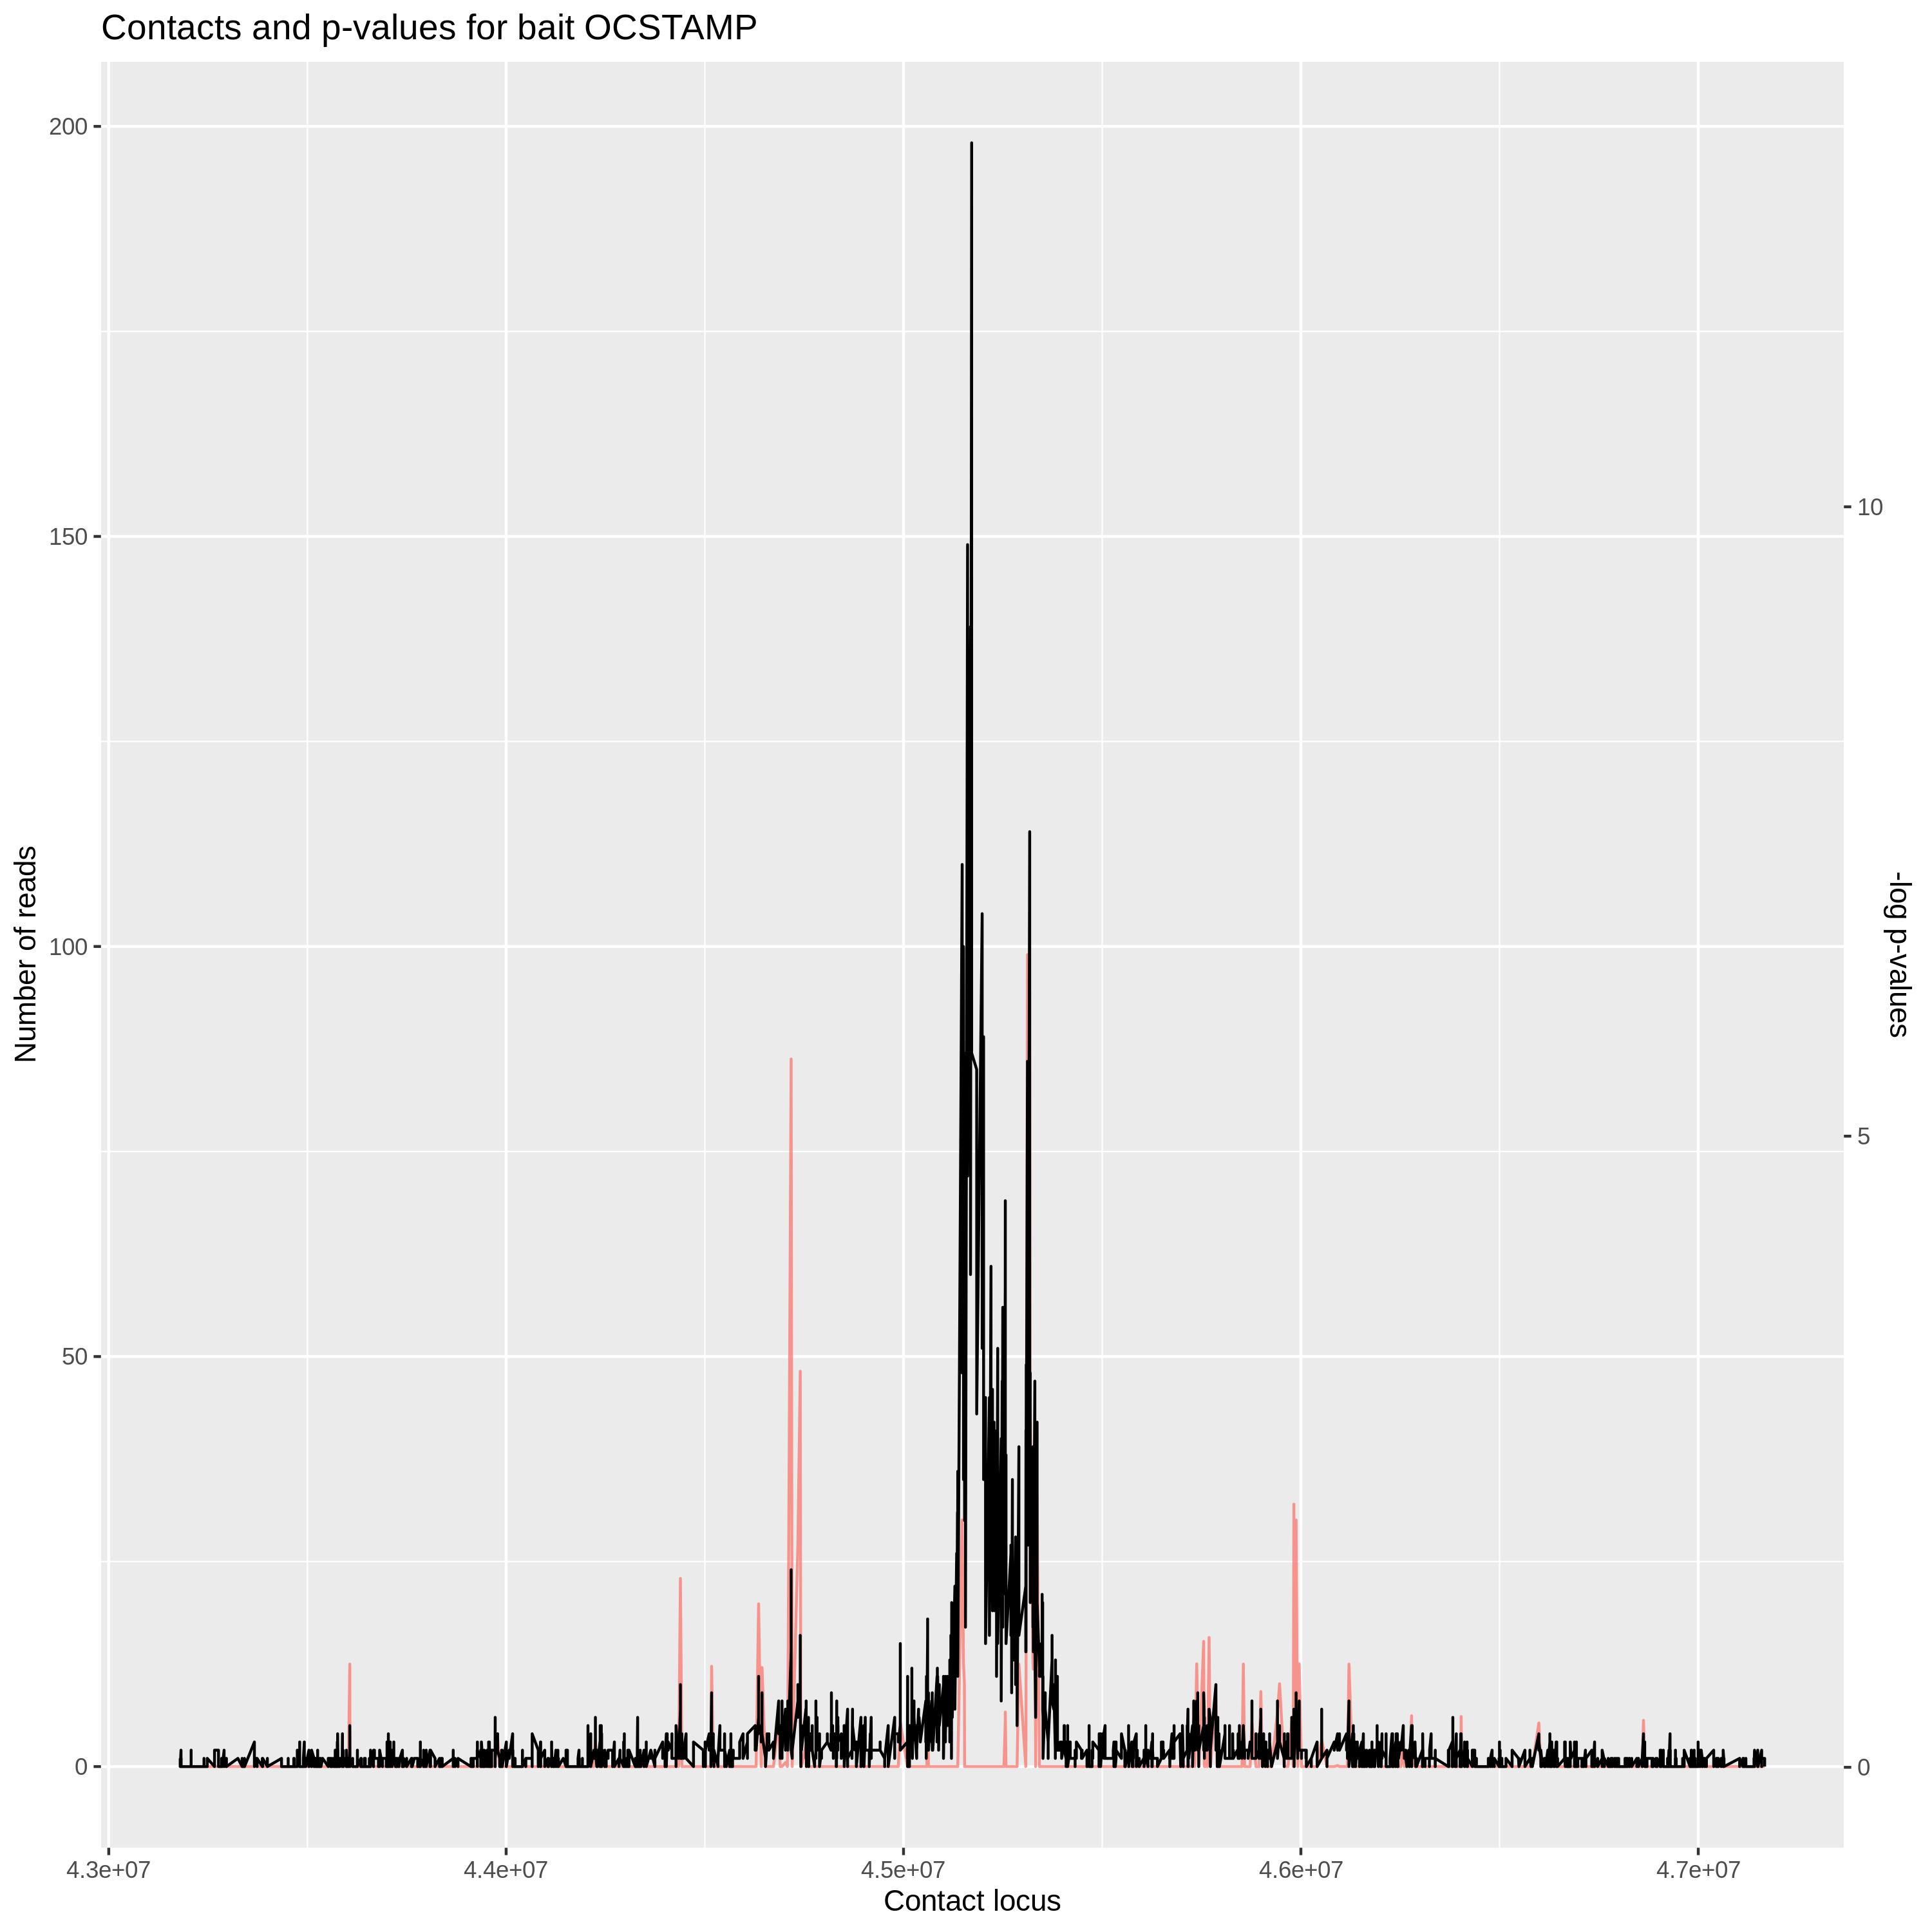 Contacts and p-values for bait OCSTAMP
200
150
100
50
0
Number of reads
10
5
0
-log p-values
4.3e+07
4.4e+07
4.5e+07
4.6e+07
4.7e+07
Contact locus